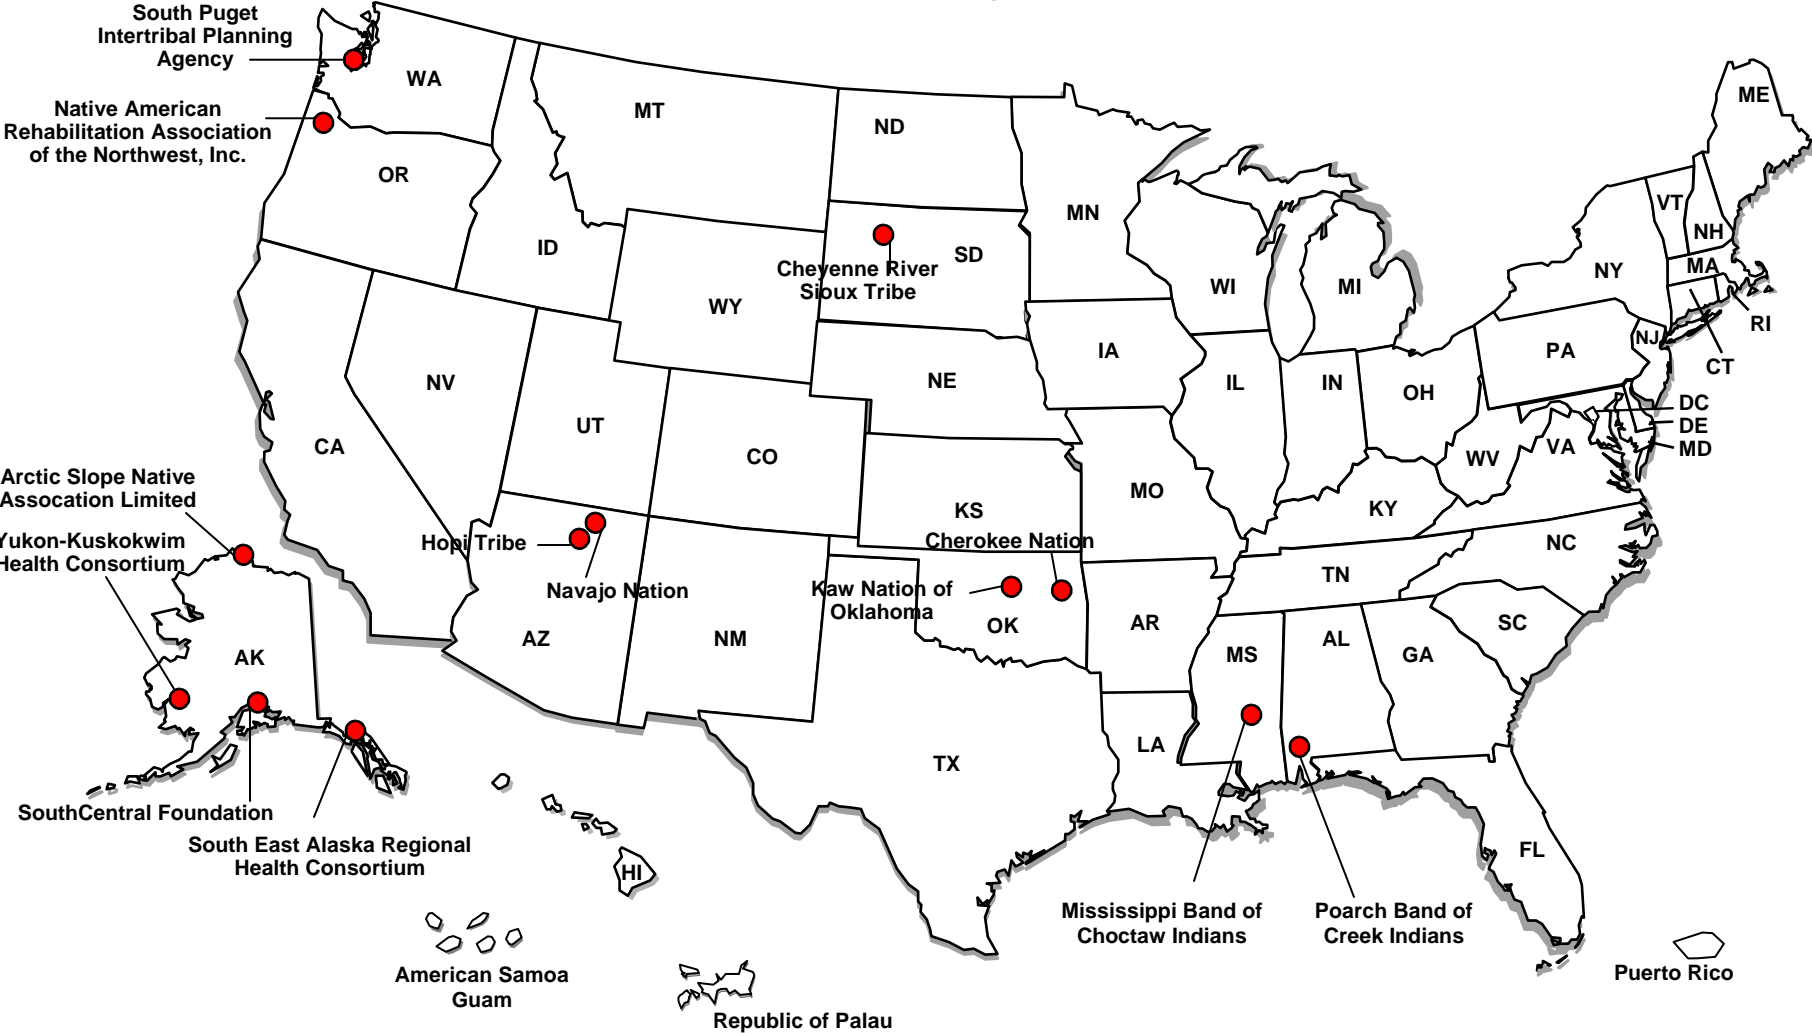 South Puget
Intertribal Planning
Agency
WA
MT
ND
ME
Native American
Rehabilitation Association
of the Northwest, Inc.
OR
MN
VT
NH
ID
SD
Cheyenne River
Sioux Tribe
WY
WI
MI
NY
MA
RI
CT
NJ
PA
IA
NV
NE
IL
IN
OH
DC
DE
MD
UT
CA
CO
WV
VA
MO
KS
KY
Arctic Slope Native
Assocation Limited
Yukon-Kuskokwim
Health Consortium
Hopi Tribe
Navajo Nation
Cherokee Nation
Kaw Nation of
Oklahoma
NC
TN
OK
AR
SC
AZ
NM
MS
AL
GA
AK
LA
TX
SouthCentral Foundation
South East Alaska Regional
Health Consortium
HI
FL
Mississippi Band of
Choctaw Indians
Poarch Band of
Creek Indians
American Samoa
Guam
Republic of Palau
Puerto Rico